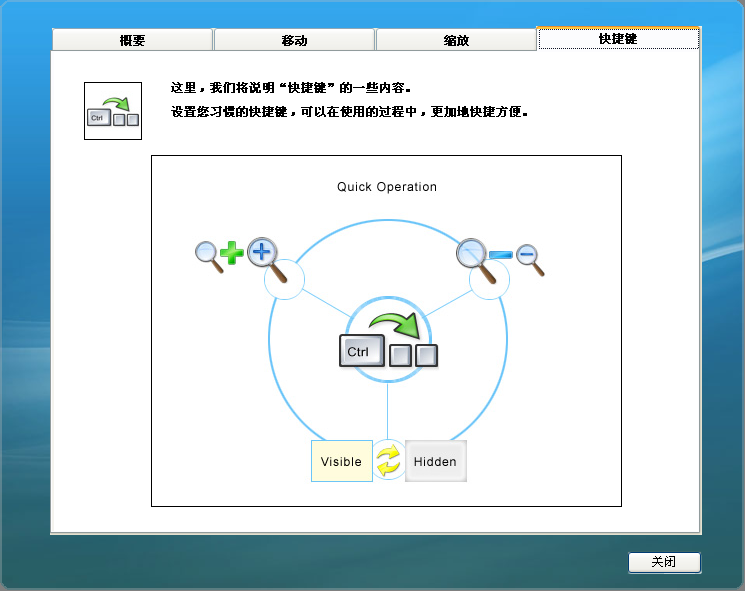 概要
移动
缩放
快捷键
这里，我们将说明“快捷键”的一些内容。
设置您习惯的快捷键，可以在使用的过程中，更加地快捷方便。
Ctrl
Quick Operation
Ctrl
Visible
Hidden
关闭